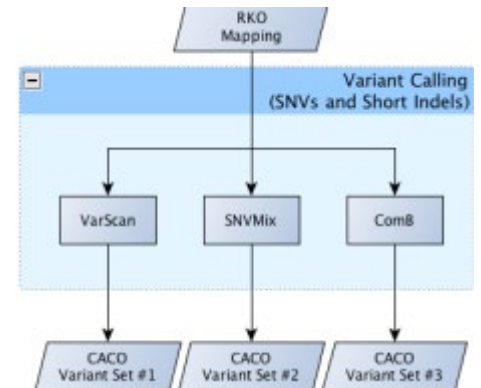 RKO
Mapping
Variant Calling
(SNVs and Short Indels)
VarScan
SNVMix
ComB
CACO
Variant Set #1
CACO
Variant Set #2
CACO
Variant Set #3